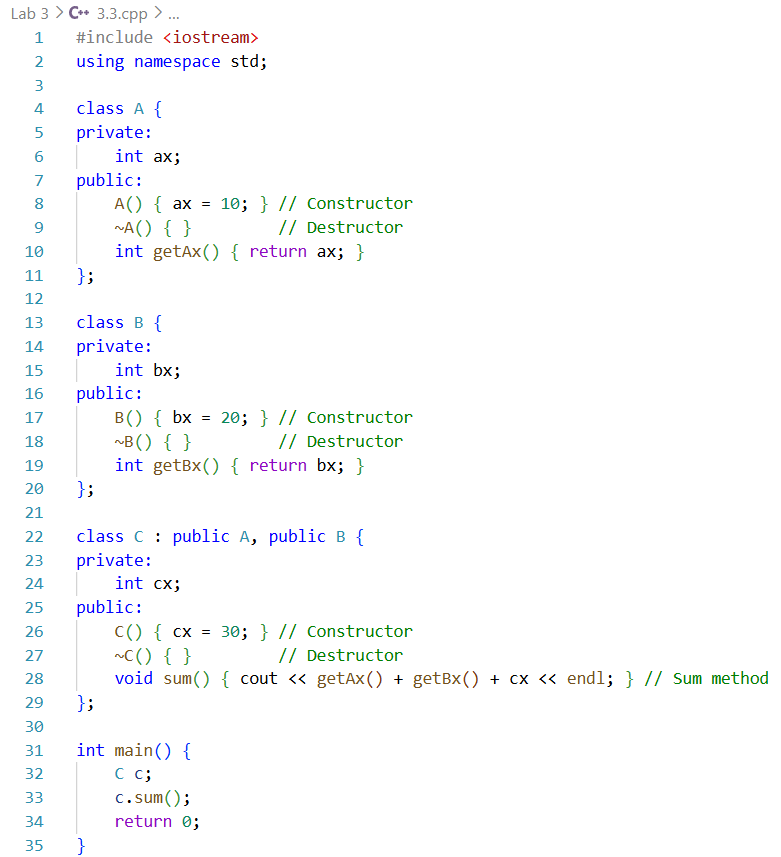 Lab 3 > C++ 3.3.cpp > ...
1 #include <iostream>
2 using namespace std;
3
4 class A {
5 private:
6     int ax;
7 public:
8     A() { ax = 10; } // Constructor
9     ~A() { }         // Destructor
10     int getAx() { return ax; }
11 };
12
13 class B {
14 private:
15     int bx;
16 public:
17     B() { bx = 20; } // Constructor
18     ~B() { }         // Destructor
19     int getBx() { return bx; }
20 };
21
22 class C : public A, public B {
23 private:
24     int cx;
25 public:
26     C() { cx = 30; } // Constructor
27     ~C() { }         // Destructor
28     void sum() { cout << getAx() + getBx() + cx << endl; } // Sum method
29 };
30
31 int main() {
32     C c;
33     c.sum();
34     return 0;
35 }